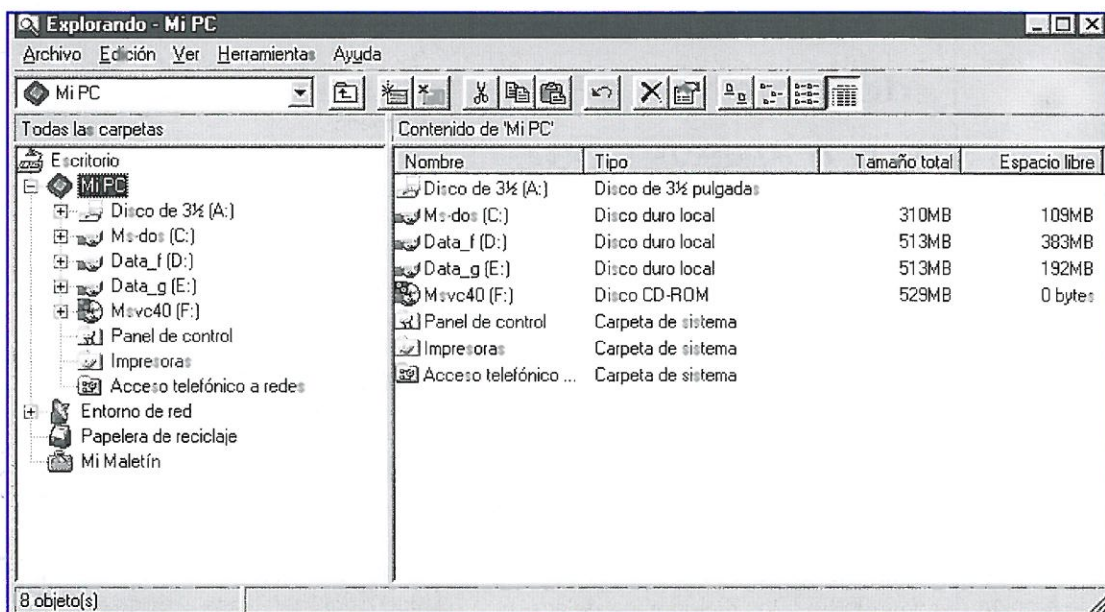 Explorando - Mi PC
Archivo Edición Ver Herramientas Ayuda
Mi PC
Todas las carpetas
Contenido de 'Mi PC'
Escritorio
Mi PC
Disco de 3½ (A:)
Ms-dos (C:)
Data_f (D:)
Data_g (E:)
Msvc40 (F:)
Panel de control
Impresoras
Acceso telefónico a redes
Entorno de red
Papelera de reciclaje
Mi Maletín
Nombre Tipo Tamaño total Espacio libre
Disco de 3½ (A:) Disco de 3½ pulgadas
Ms-dos (C:) Disco duro local 310MB 109MB
Data_f (D:) Disco duro local 513MB 383MB
Data_g (E:) Disco duro local 513MB 192MB
Msvc40 (F:) Disco CD-ROM 529MB 0 bytes
Panel de control Carpeta de sistema
Impresoras Carpeta de sistema
Acceso telefónico ... Carpeta de sistema
8 objeto(s)